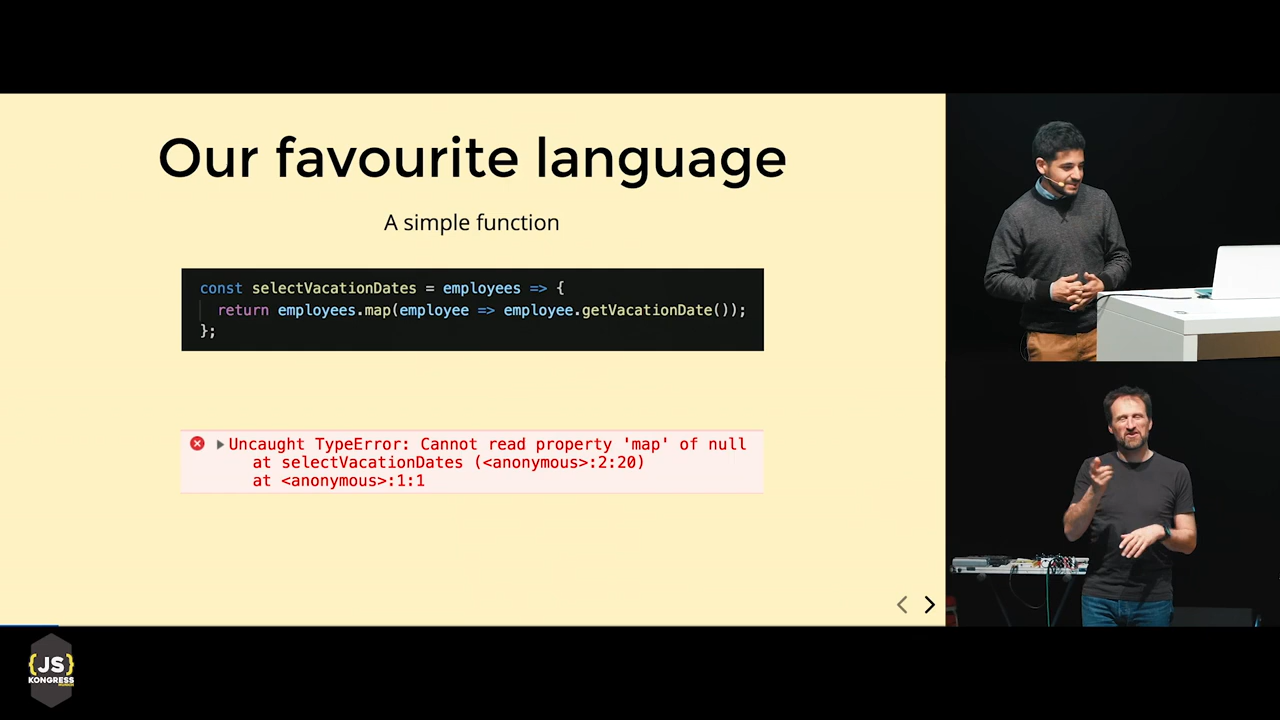 Our favourite language
A simple function
const selectVacationDates = employees => {
return employees.map(employee => employee.getVacationDate());
};
Uncaught TypeError: Cannot read property 'map' of null
at selectVacationDates (<anonymous>:2:20)
at <anonymous>:1:1
{JS}
KONGRESS